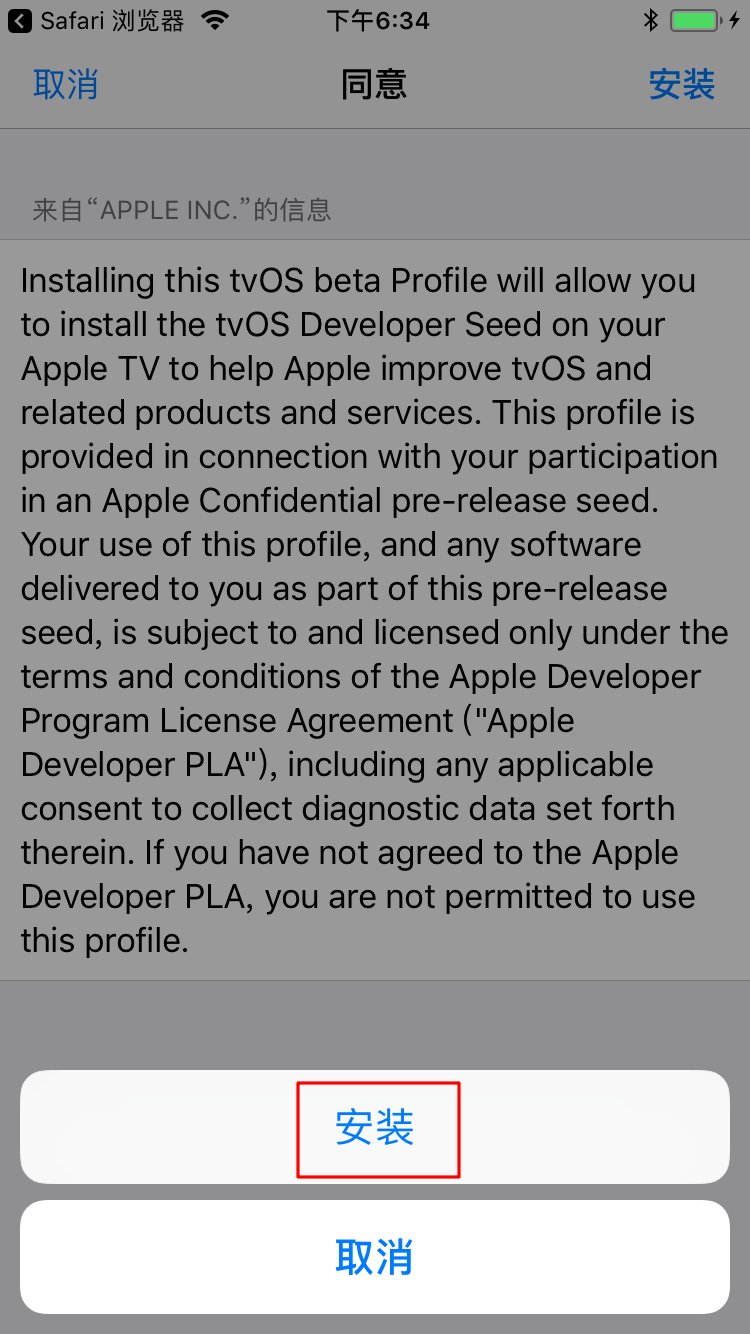 Safari 浏览器
下午6:34
取消
同意
安装
来自“APPLE INC.”的信息
Installing this tvOS beta Profile will allow you
to install the tvOS Developer Seed on your
Apple TV to help Apple improve tvOS and
related products and services. This profile is
provided in connection with your participation
in an Apple Confidential pre-release seed.
Your use of this profile, and any software
delivered to you as part of this pre-release
seed, is subject to and licensed only under the
terms and conditions of the Apple Developer
Program License Agreement ("Apple
Developer PLA"), including any applicable
consent to collect diagnostic data set forth
therein. If you have not agreed to the Apple
Developer PLA, you are not permitted to use
this profile.
安装
取消